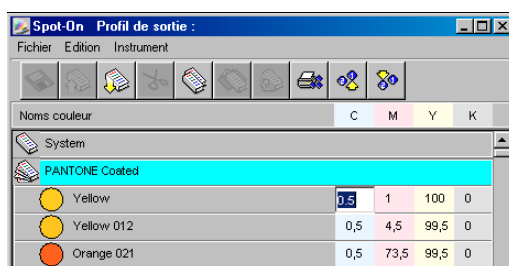 Spot-On Profil de sortie :
Fichier Edition Instrument
Noms couleur C M Y K
System
PANTONE Coated
Yellow 0.5 1 100 0
Yellow 012 0,5 4,5 99,5 0
Orange 021 0,5 73,5 99,5 0